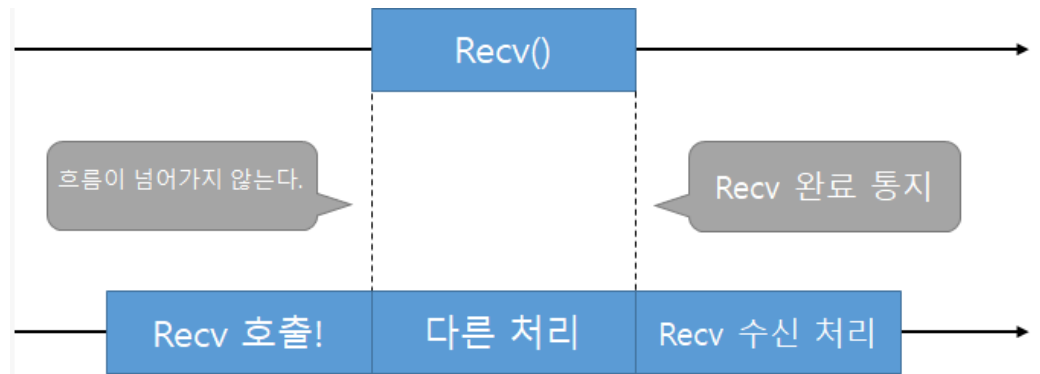 Recv()
흐름이 넘어가지 않는다.
Recv 완료 통지
Recv 호출!
다른 처리
Recv 수신 처리